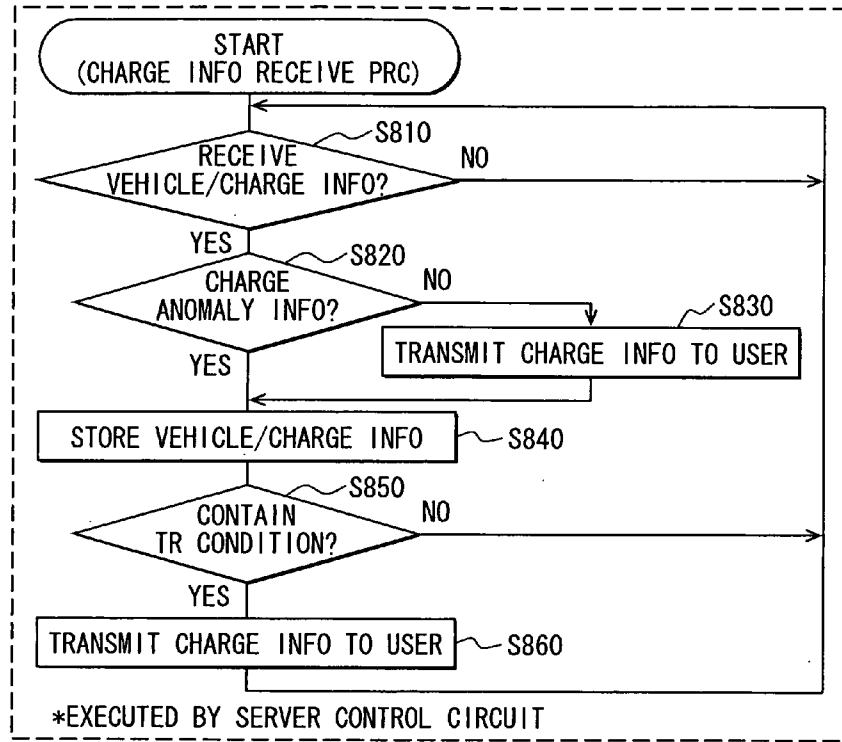 START
(CHARGE INFO RECEIVE PRC)
S810
RECEIVE
VEHICLE/CHARGE INFO?
NO
YES
S820
CHARGE
ANOMALY INFO?
NO
S830
TRANSMIT CHARGE INFO TO USER
YES
STORE VEHICLE/CHARGE INFO
S840
S850
CONTAIN
TR CONDITION?
NO
YES
TRANSMIT CHARGE INFO TO USER
S860
*EXECUTED BY SERVER CONTROL CIRCUIT